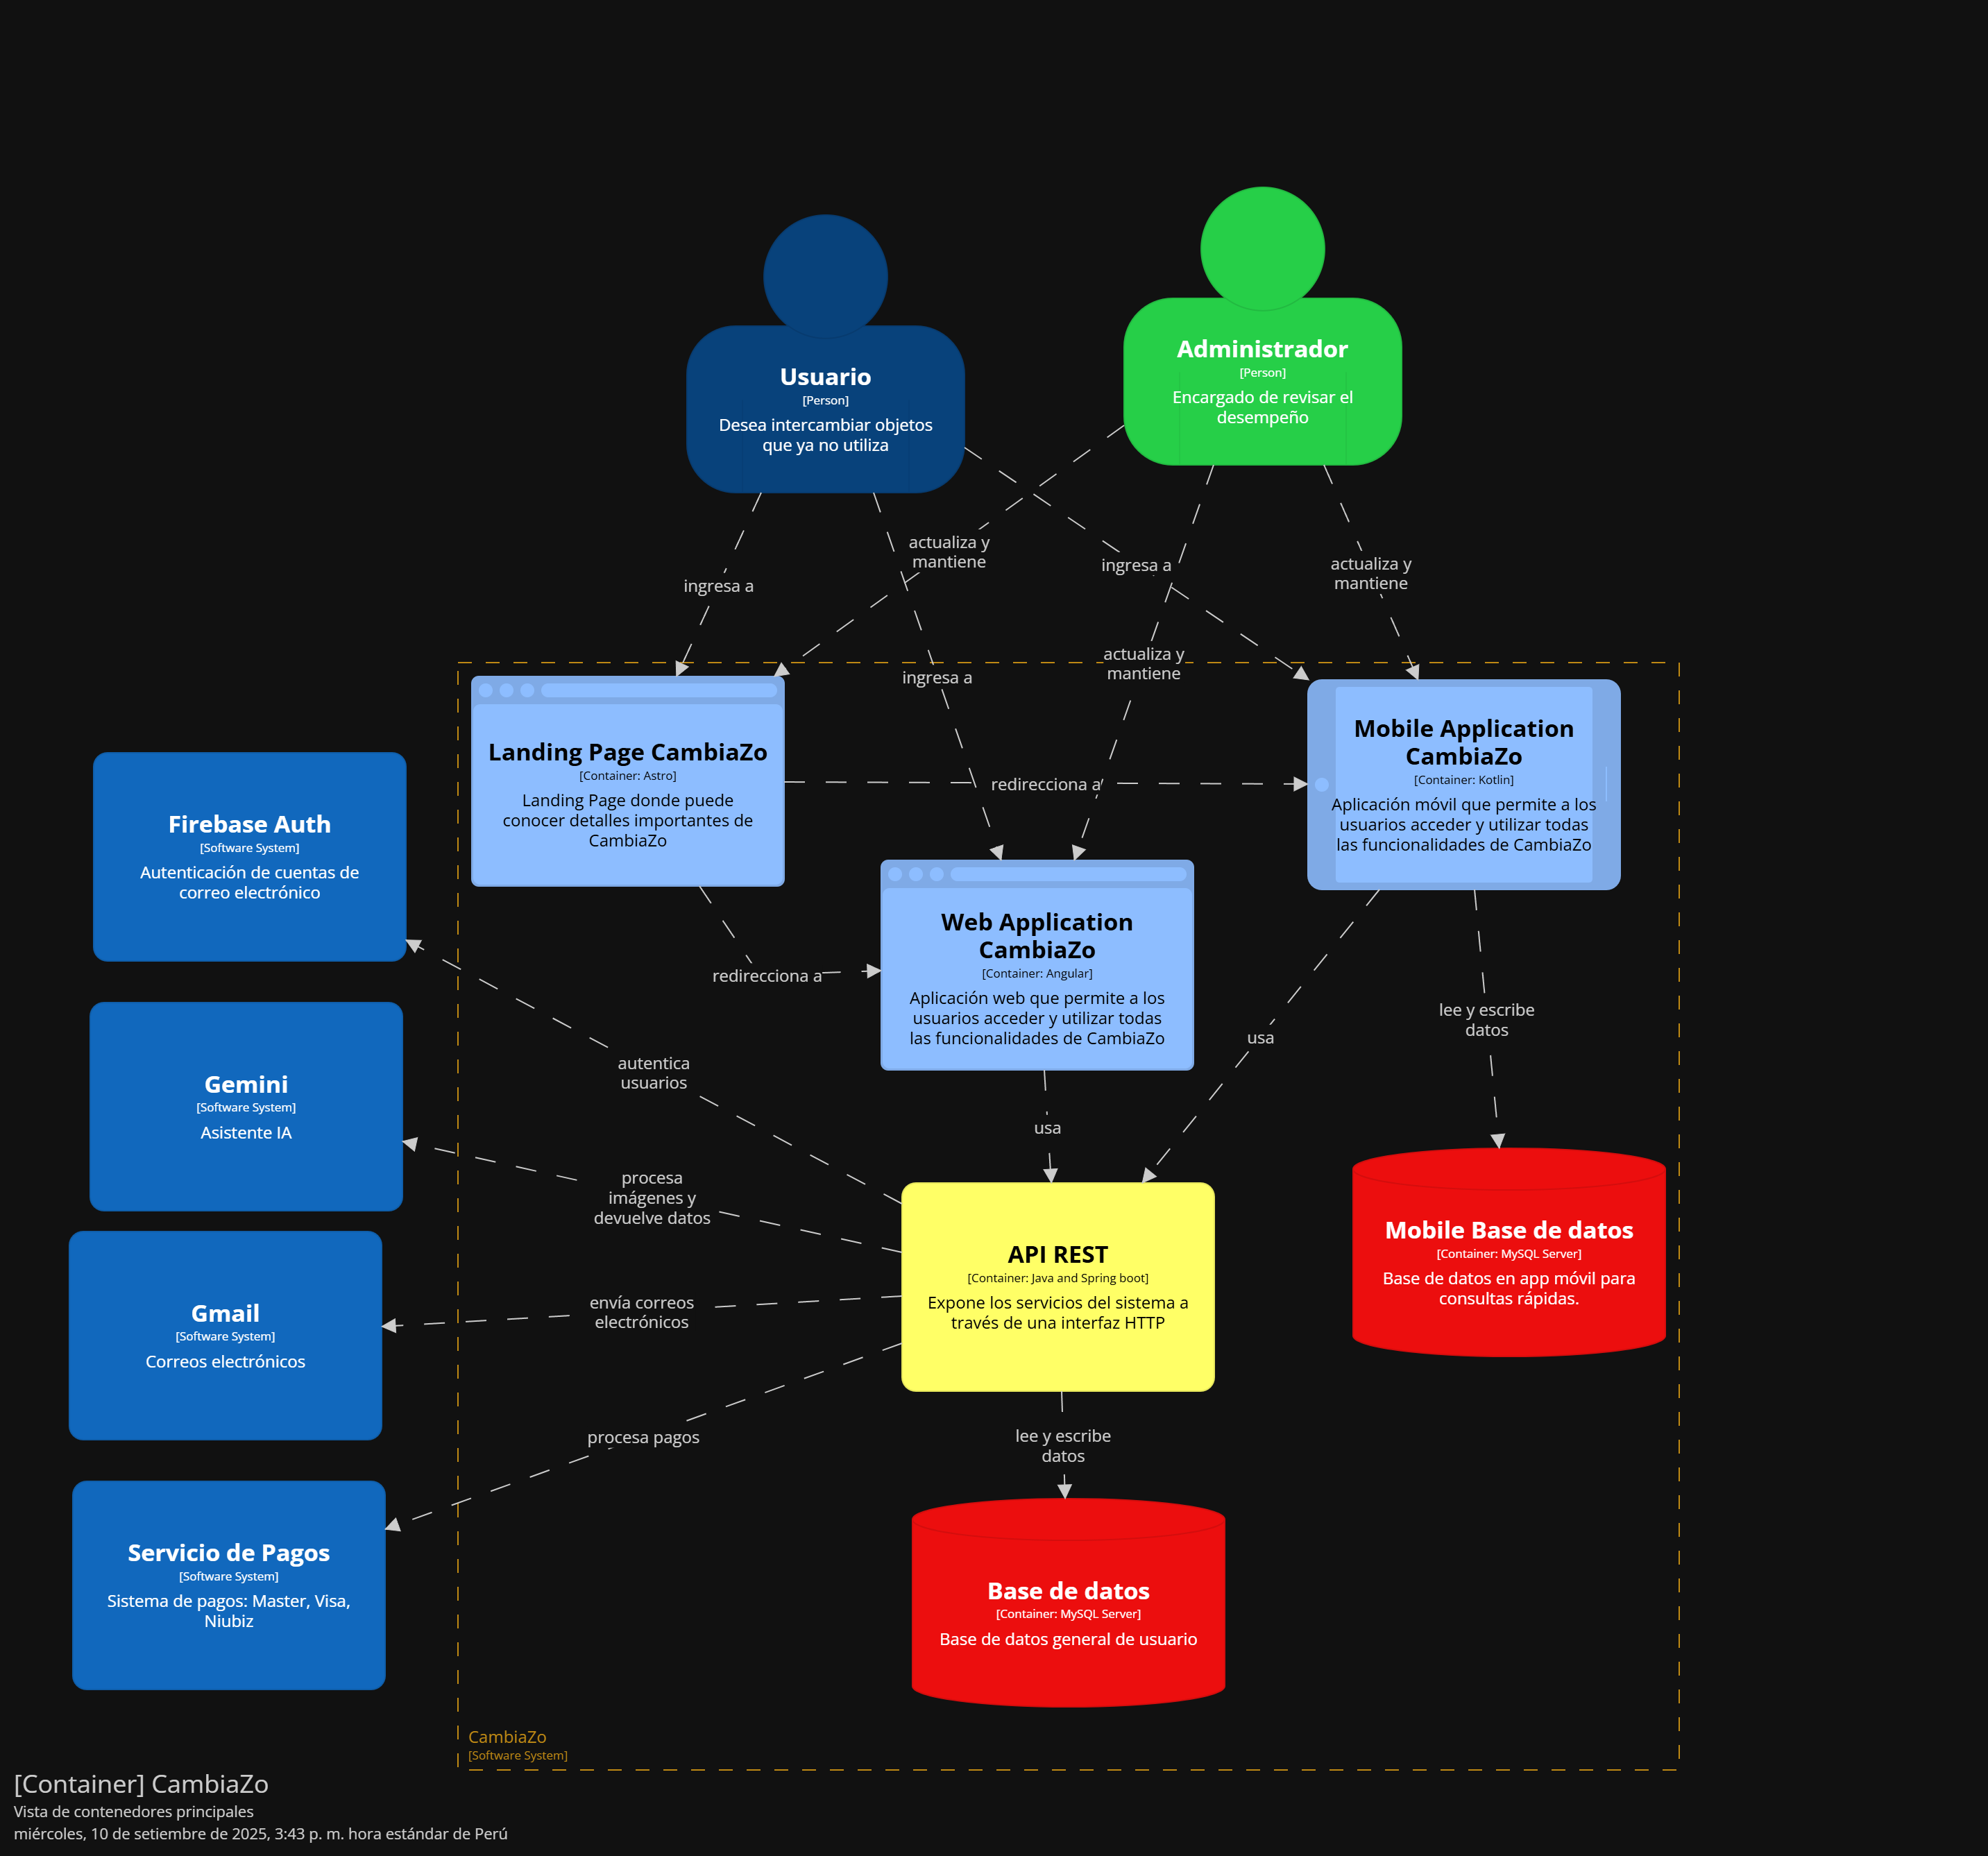 Usuario
[Person]
Desea intercambiar objetos
que ya no utiliza
Administrador
[Person]
Encargado de revisar el
desempeño
ingresa a
actualiza y
mantiene
ingresa a
actualiza y
mantiene
ingresa a
actualiza y
mantiene
Landing Page CambiaZo
[Container: Astro]
Landing Page donde puede
conocer detalles importantes de
CambiaZo
redirecciona a
Mobile Application
CambiaZo
[Container: Kotlin]
Aplicación móvil que permite a los
usuarios acceder y utilizar todas
las funcionalidades de CambiaZo
Firebase Auth
[Software System]
Autenticación de cuentas de
correo electrónico
redirecciona a
Web Application
CambiaZo
[Container: Angular]
Aplicación web que permite a los
usuarios acceder y utilizar todas
las funcionalidades de CambiaZo
usa
lee y escribe
datos
autentica
usuarios
Gemini
[Software System]
Asistente IA
usa
procesa
imágenes y
devuelve datos
API REST
[Container: Java and Spring boot]
Expone los servicios del sistema a
través de una interfaz HTTP
Mobile Base de datos
[Container: MySQL Server]
Base de datos en app móvil para
consultas rápidas.
Gmail
[Software System]
Correos electrónicos
envía correos
electrónicos
procesa pagos
lee y escribe
datos
Servicio de Pagos
[Software System]
Sistema de pagos: Master, Visa,
Niubiz
Base de datos
[Container: MySQL Server]
Base de datos general de usuario
CambiaZo
[Software System]
[Container] CambiaZo
Vista de contenedores principales
miércoles, 10 de setiembre de 2025, 3:43 p. m. hora estándar de Perú